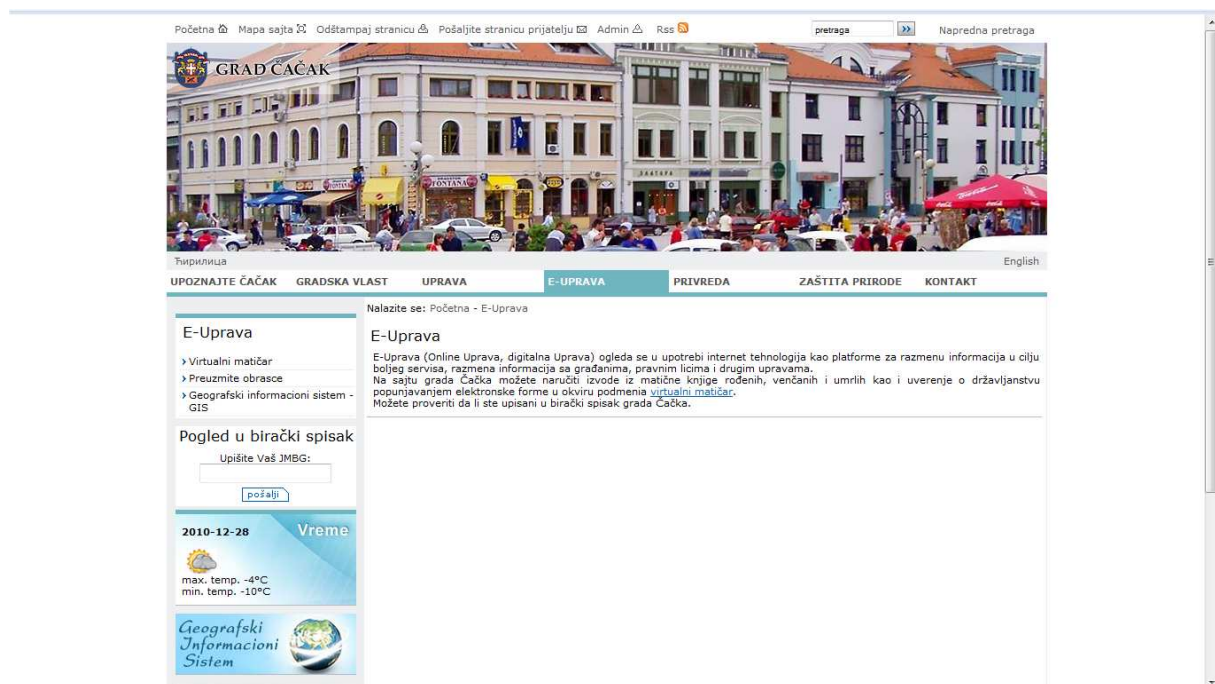 Početna Mapa sajta Odštampaj stranicu Pošaljite stranicu prijatelju Admin Rss pretraga Napredna pretraga
GRAD ČAČAK
FONTANA
FONTANA
Ћирилица English
UPOZNAJTE ČAČAK GRADSKA VLAST UPRAVA E-UPRAVA PRIVREDA ZAŠTITA PRIRODE KONTAKT
E-Uprava
Virtualni matičar
Preuzmite obrasce
Geografski informacioni sistem -
GIS
Pogled u birački spisak
Upišite Vaš JMBG:
pošalji
2010-12-28 Vreme
max. temp. -4°C
min. temp. -10°C
Geografski
Informacioni
Sistem
Nalazite se: Početna - E-Uprava
E-Uprava
E-Uprava (Online Uprava, digitalna Uprava) ogleda se u upotrebi internet tehnologija kao platforme za razmenu informacija u cilju
boljeg servisa, razmena informacija sa građanima, pravnim licima i drugim upravama.
Na sajtu grada Čačka možete naručiti izvode iz matične knjige rođenih, venčanih i umrlih kao i uverenje o državljanstvu
popunjavanjem elektronske forme u okviru podmenia virtualni matičar.
Možete proveriti da li ste upisani u birački spisak grada Čačka.